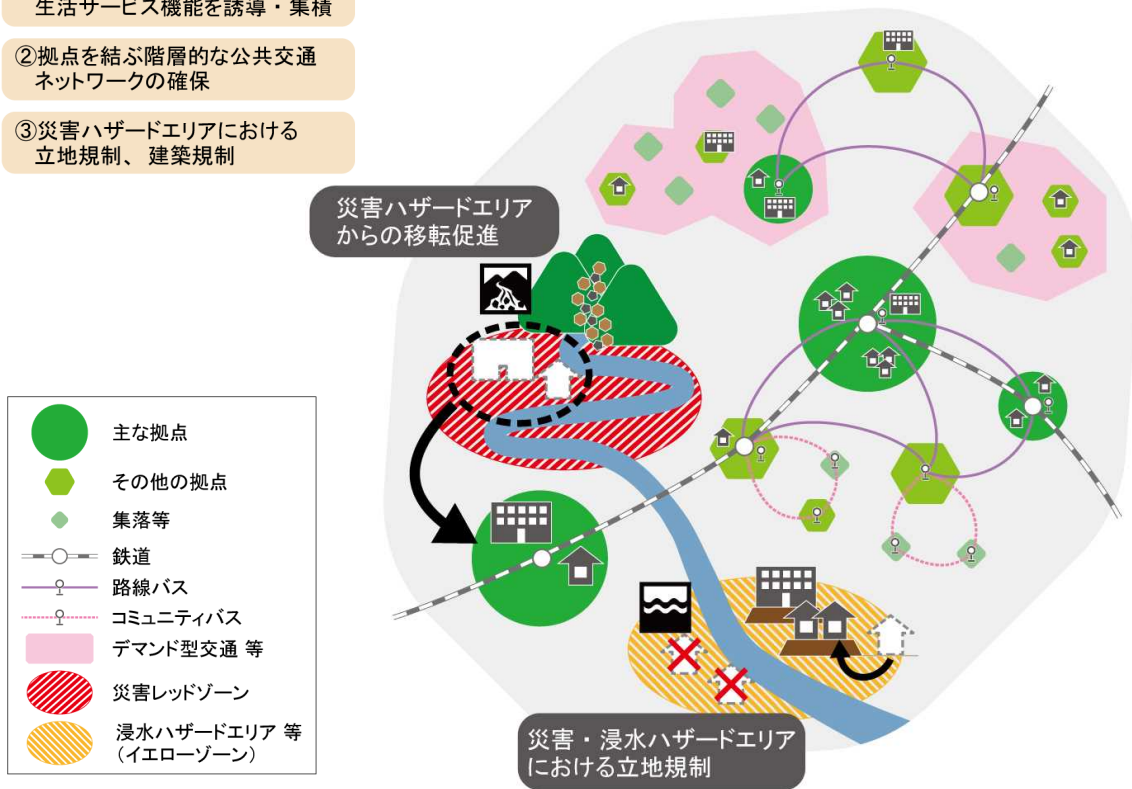 生活サービス機能を誘導・集積
②拠点を結ぶ階層的な公共交通
ネットワークの確保
③災害ハザードエリアにおける
立地規制、建築規制
災害ハザードエリア
からの移転促進
主な拠点
その他の拠点
集落等
鉄道
路線バス
コミュニティバス
デマンド型交通 等
災害レッドゾーン
浸水ハザードエリア 等
(イエローゾーン)
災害・浸水ハザードエリア
における立地規制